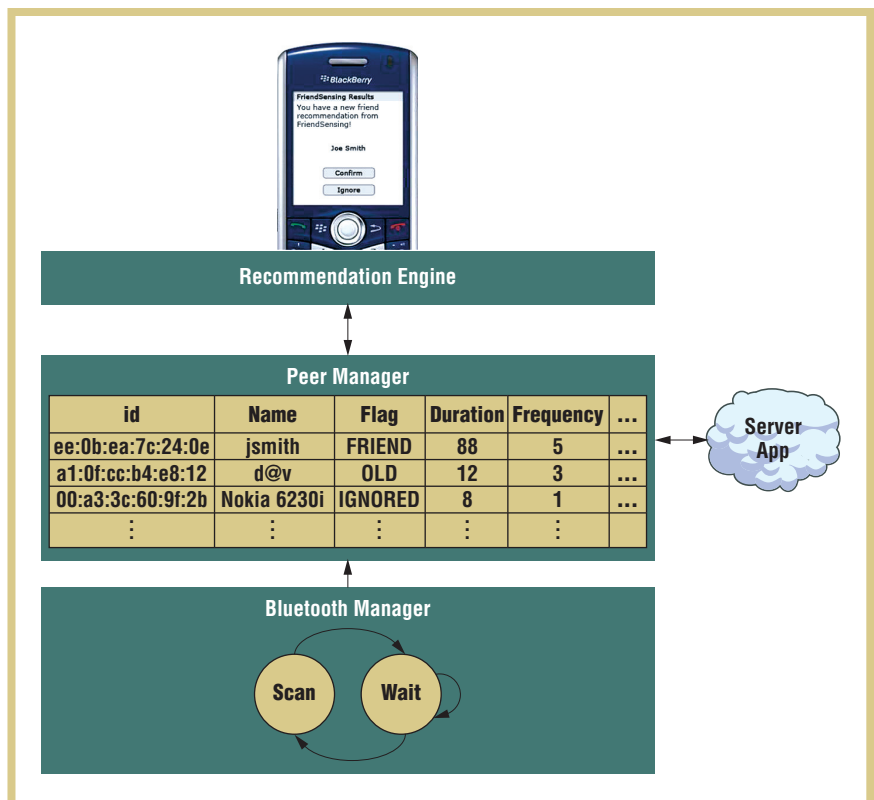 BlackBerry
FriendSensing Results
You have a new friend
recommendation from
FriendSensing!
Joe Smith
Confirm
Ignore
Recommendation Engine
Peer Manager
id Name Flag Duration Frequency ...
ee:0b:ea:7c:24:0e jsmith FRIEND 88 5 ...
a1:0f:cc:b4:e8:12 d@v OLD 12 3 ...
00:a3:3c:60:9f:2b Nokia 6230i IGNORED 8 1 ...
⋮ ⋮ ⋮ ⋮ ⋮
Server
App
Bluetooth Manager
Scan Wait